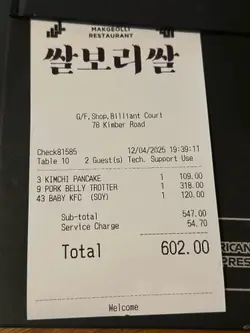 MAKGEOLLI
RESTAURANT
쌀보리쌀
G/F,Shop,Billiant Court
78 Kimber Road
Check81585 12/04/2025 19:39:11
Table 10 2 Guest(s) Tech. Support Use
3 KIMCHI PANCAKE 1 109.00
9 PORK BELLY TROTTER 1 318.00
43 BABY KFC (SOY) 1 120.00
Sub-total 547.00
Service Charge 54.70
Total 602.00
Welcome
RICAN
PRESS